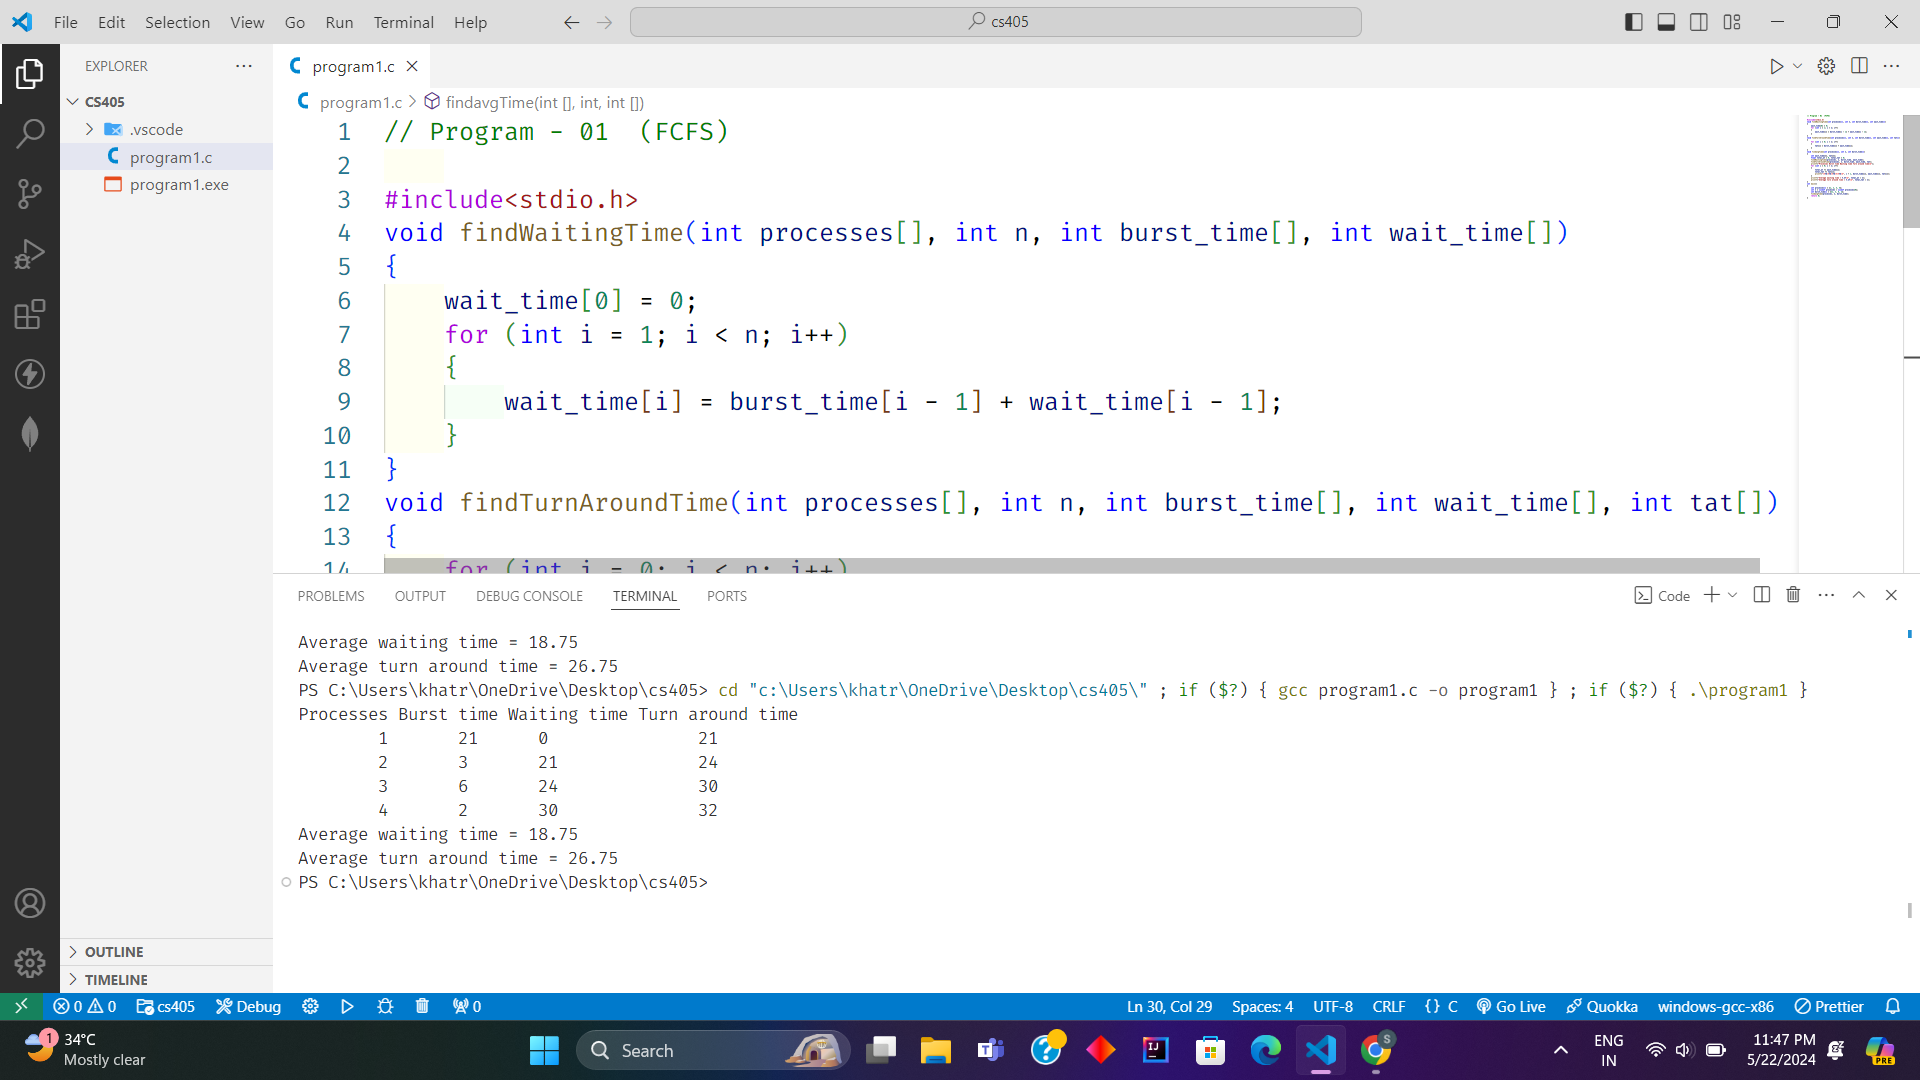 File Edit Selection View Go Run Terminal Help
cs405
EXPLORER
CS405
.vscode
program1.c
program1.exe
OUTLINE
TIMELINE
program1.c
program1.c > findavgTime(int [], int, int [])
1 // Program - 01  (FCFS)
2
3 #include<stdio.h>
4 void findWaitingTime(int processes[], int n, int burst_time[], int wait_time[])
5 {
6     wait_time[0] = 0;
7     for (int i = 1; i < n; i++)
8     {
9         wait_time[i] = burst_time[i - 1] + wait_time[i - 1];
10     }
11 }
12 void findTurnAroundTime(int processes[], int n, int burst_time[], int wait_time[], int tat[])
13 {
14     for (int i = 0; i < n; i++)
PROBLEMS OUTPUT DEBUG CONSOLE TERMINAL PORTS
Code
Average waiting time = 18.75
Average turn around time = 26.75
PS C:\Users\khatr\OneDrive\Desktop\cs405> cd "c:\Users\khatr\OneDrive\Desktop\cs405\" ; if ($?) { gcc program1.c -o program1 } ; if ($?) { .\program1 }
Processes Burst time Waiting time Turn around time
1 21 0 21
2 3 21 24
3 6 24 30
4 2 30 32
Average waiting time = 18.75
Average turn around time = 26.75
PS C:\Users\khatr\OneDrive\Desktop\cs405>
0 0 cs405 Debug 0 Ln 30, Col 29 Spaces: 4 UTF-8 CRLF {} C Go Live Quokka windows-gcc-x86 Prettier
1 34°C
Mostly clear
Search
ENG
IN
11:47 PM
5/22/2024
PRE